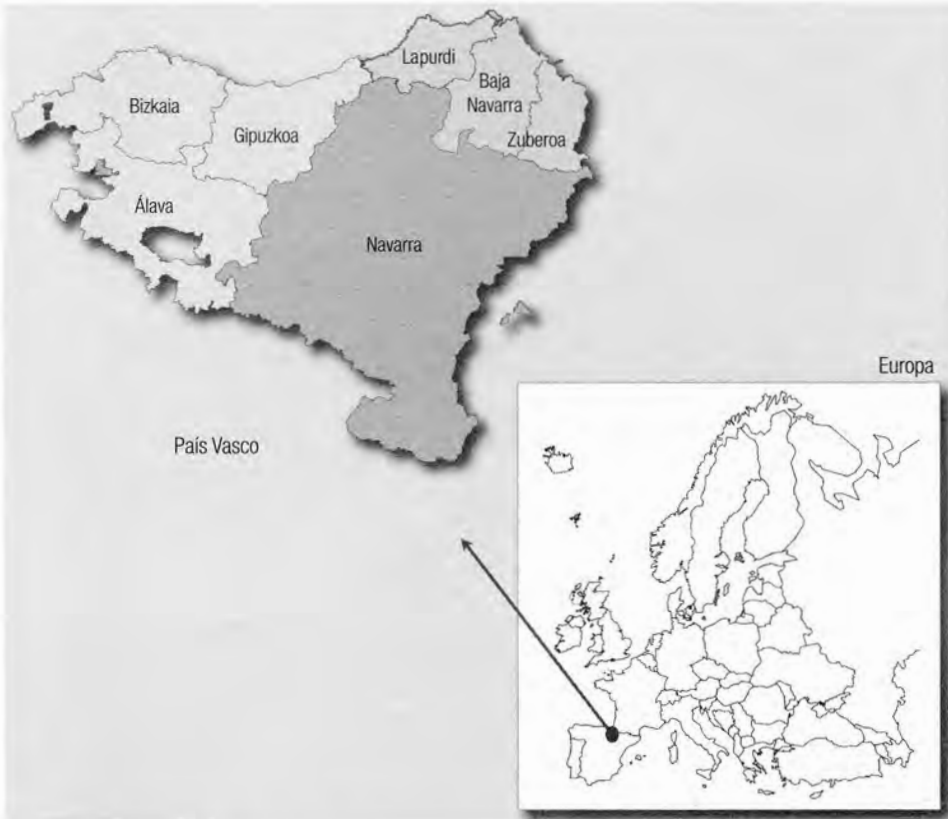 Lapurdi
Baja
Navarra
Bizkaia
Gipuzkoa
Zuberoa
Álava
Navarra
Europa
País Vasco